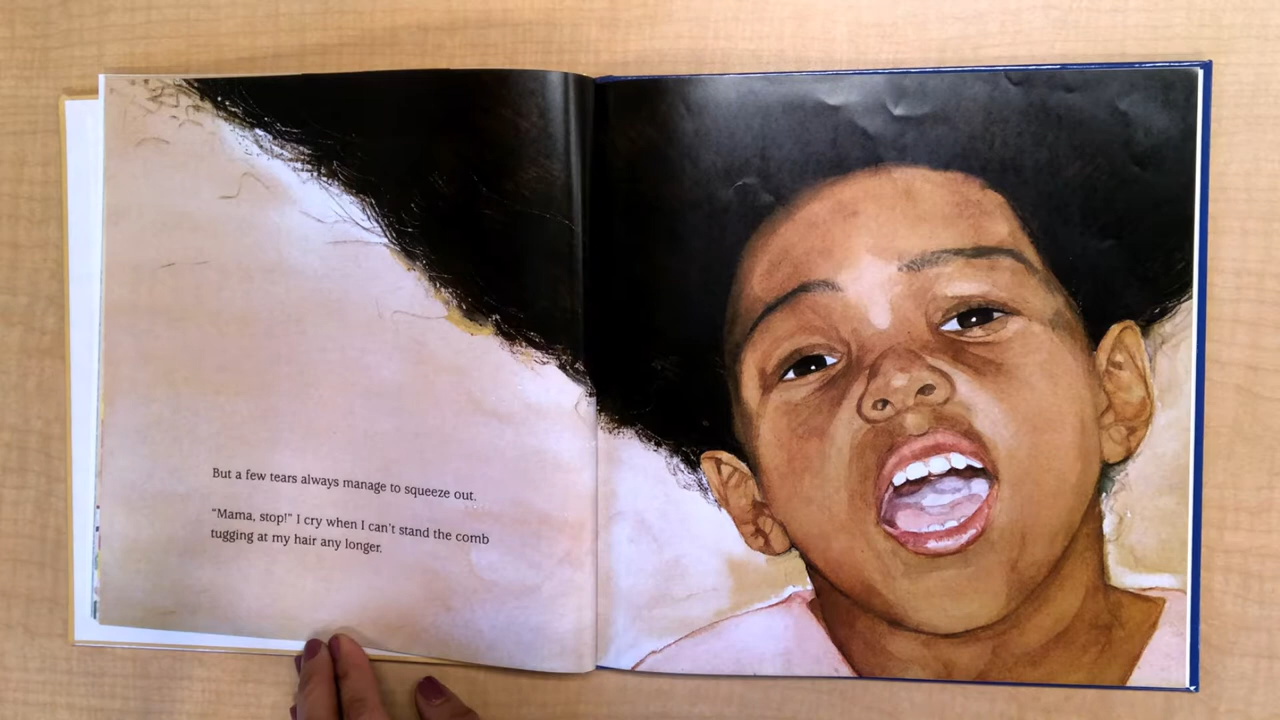 But a few tears always manage to squeeze out.
“Mama, stop!” I cry when I can’t stand the comb
tugging at my hair any longer.